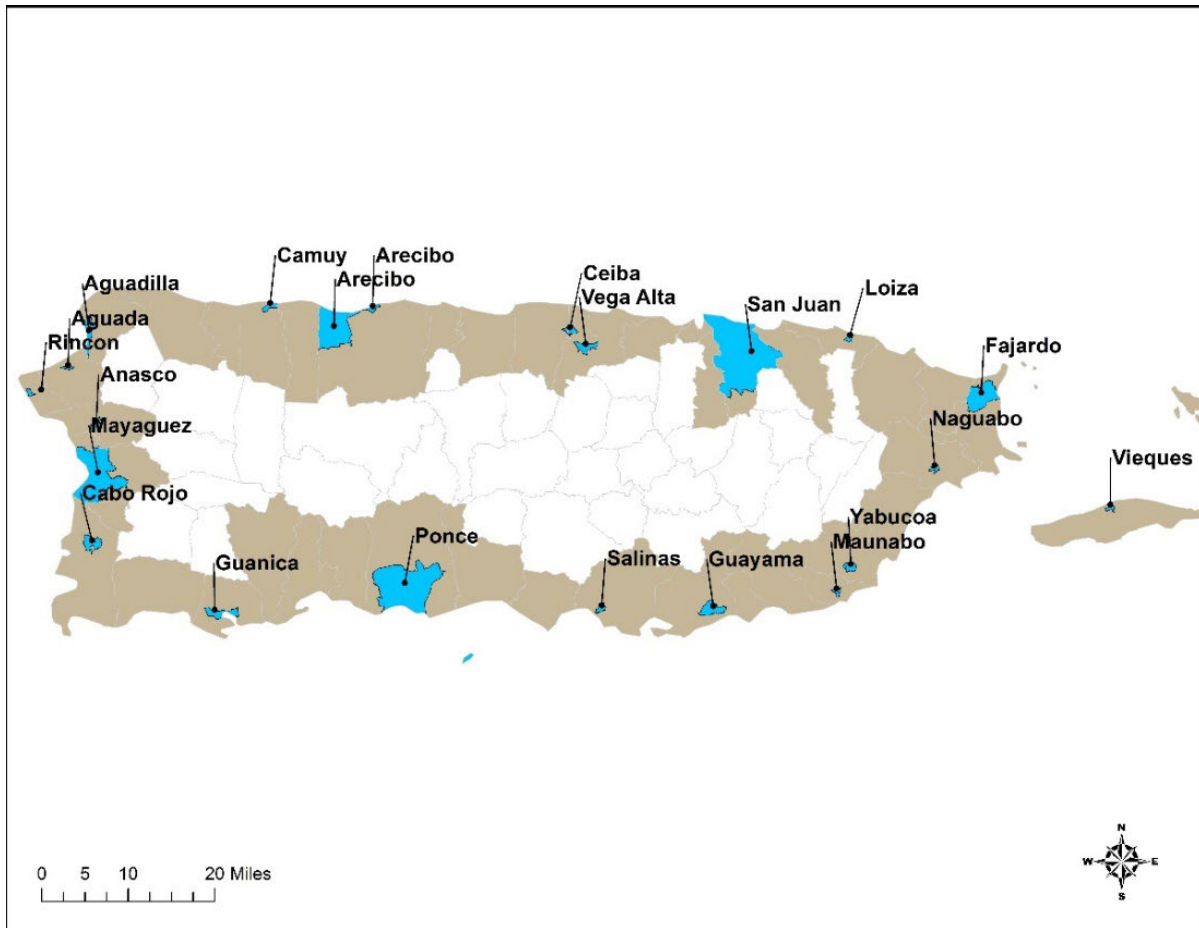 Camuy
Arecibo
Arecibo
Aguadilla
Ceiba
Vega Alta
San Juan
Loiza
Aguada
Rincon
Fajardo
Anasco
Naguabo
Mayaguez
Vieques
Cabo Rojo
Yabucoa
Ponce
Maunabo
Guanica
Salinas
Guayama
N
W E
S
0 5 10 20 Miles